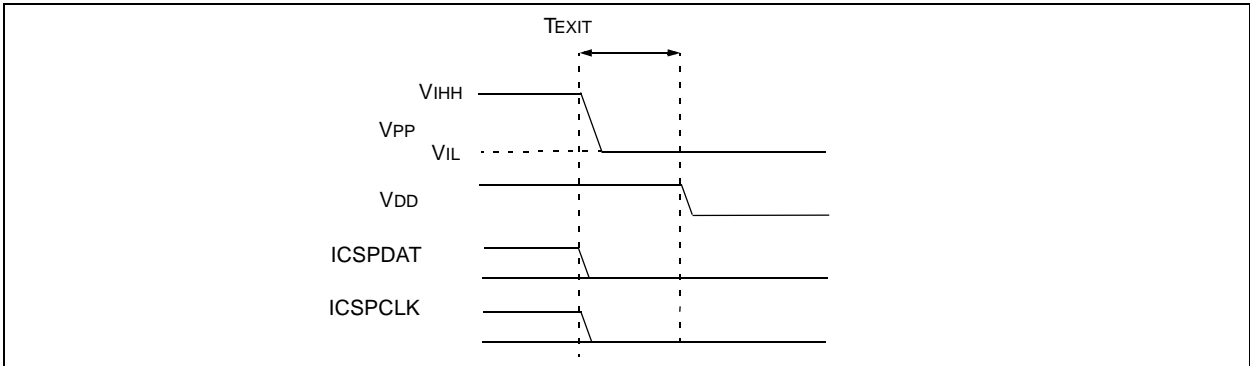 TEXIT
VIHH
VPP
VIL
VDD
ICSPDAT
ICSPCLK